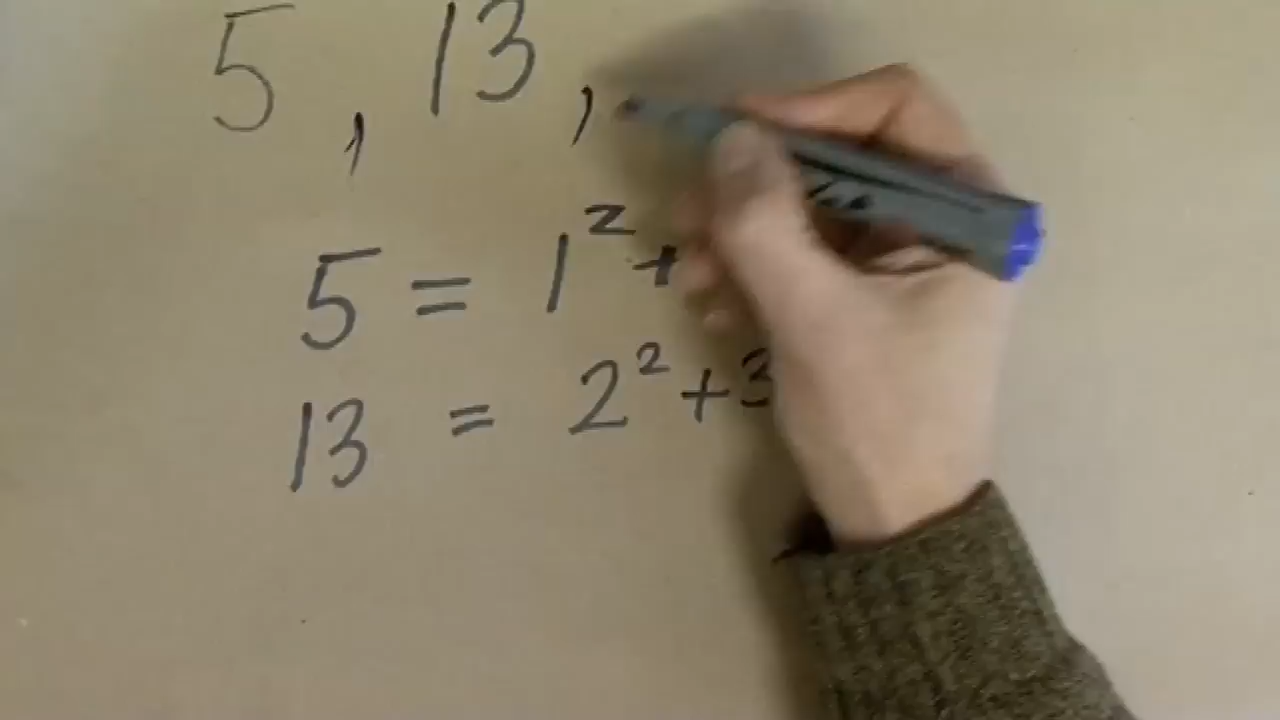 5, 13,
5 = 1² +
13 = 2² + 3